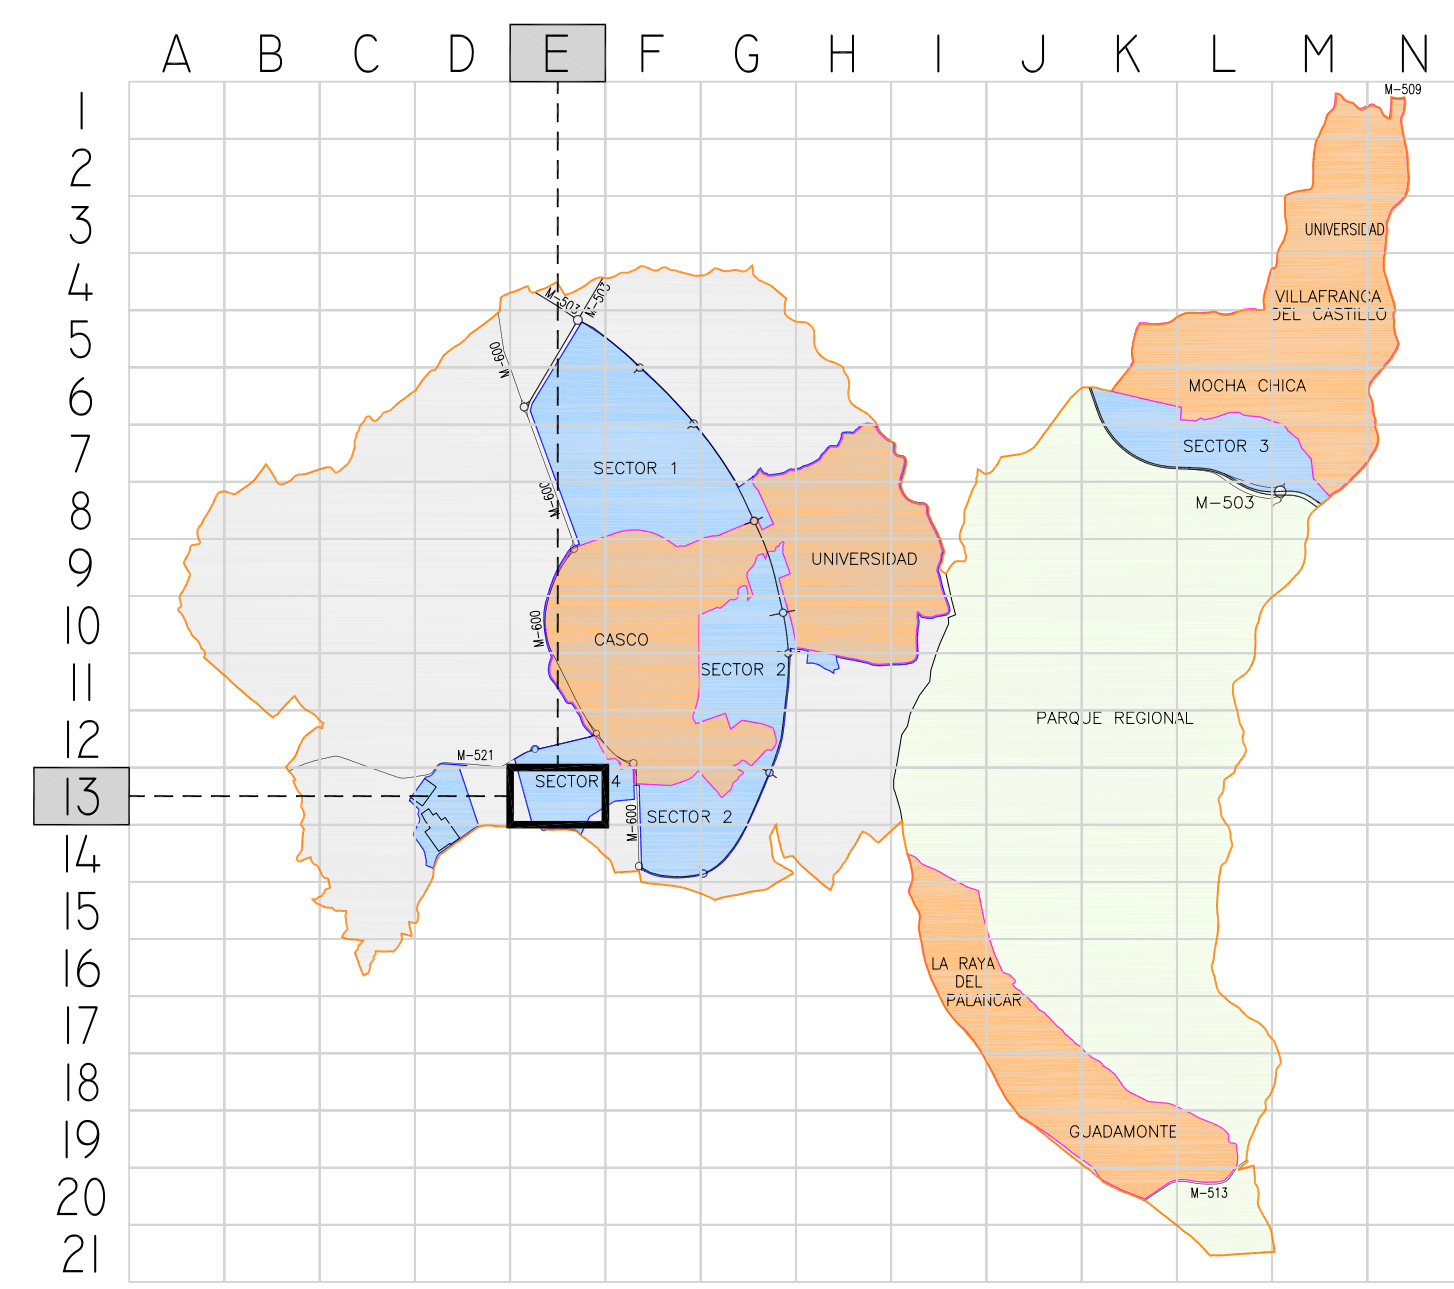 A B C D E F G H I J K L M N
M-509
1
2
3
UNIVERSIDAD
4
M-503
M-503
VILLAFRANCA
DEL CASTILLO
5
M-600
6
MOCHA CHICA
7
SECTOR 1
SECTOR 3
8
M-600
M-503
9
UNIVERSIDAD
10
M-600
CASCO
11
SECTOR 2
PARQUE REGIONAL
12
M-521
13
SECTOR 4
M-600
SECTOR 2
14
15
16
LA RAYA
DEL
PALANCAR
17
18
19
GUADAMONTE
20
M-513
21